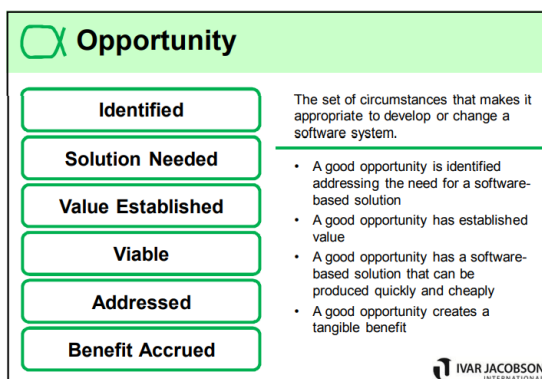 Opportunity
Identified
Solution Needed
Value Established
Viable
Addressed
Benefit Accrued
The set of circumstances that makes it
appropriate to develop or change a
software system.
• A good opportunity is identified
addressing the need for a software-
based solution
• A good opportunity has established
value
• A good opportunity has a software-
based solution that can be
produced quickly and cheaply
• A good opportunity creates a
tangible benefit
IVAR JACOBSON
INTERNATIONAL